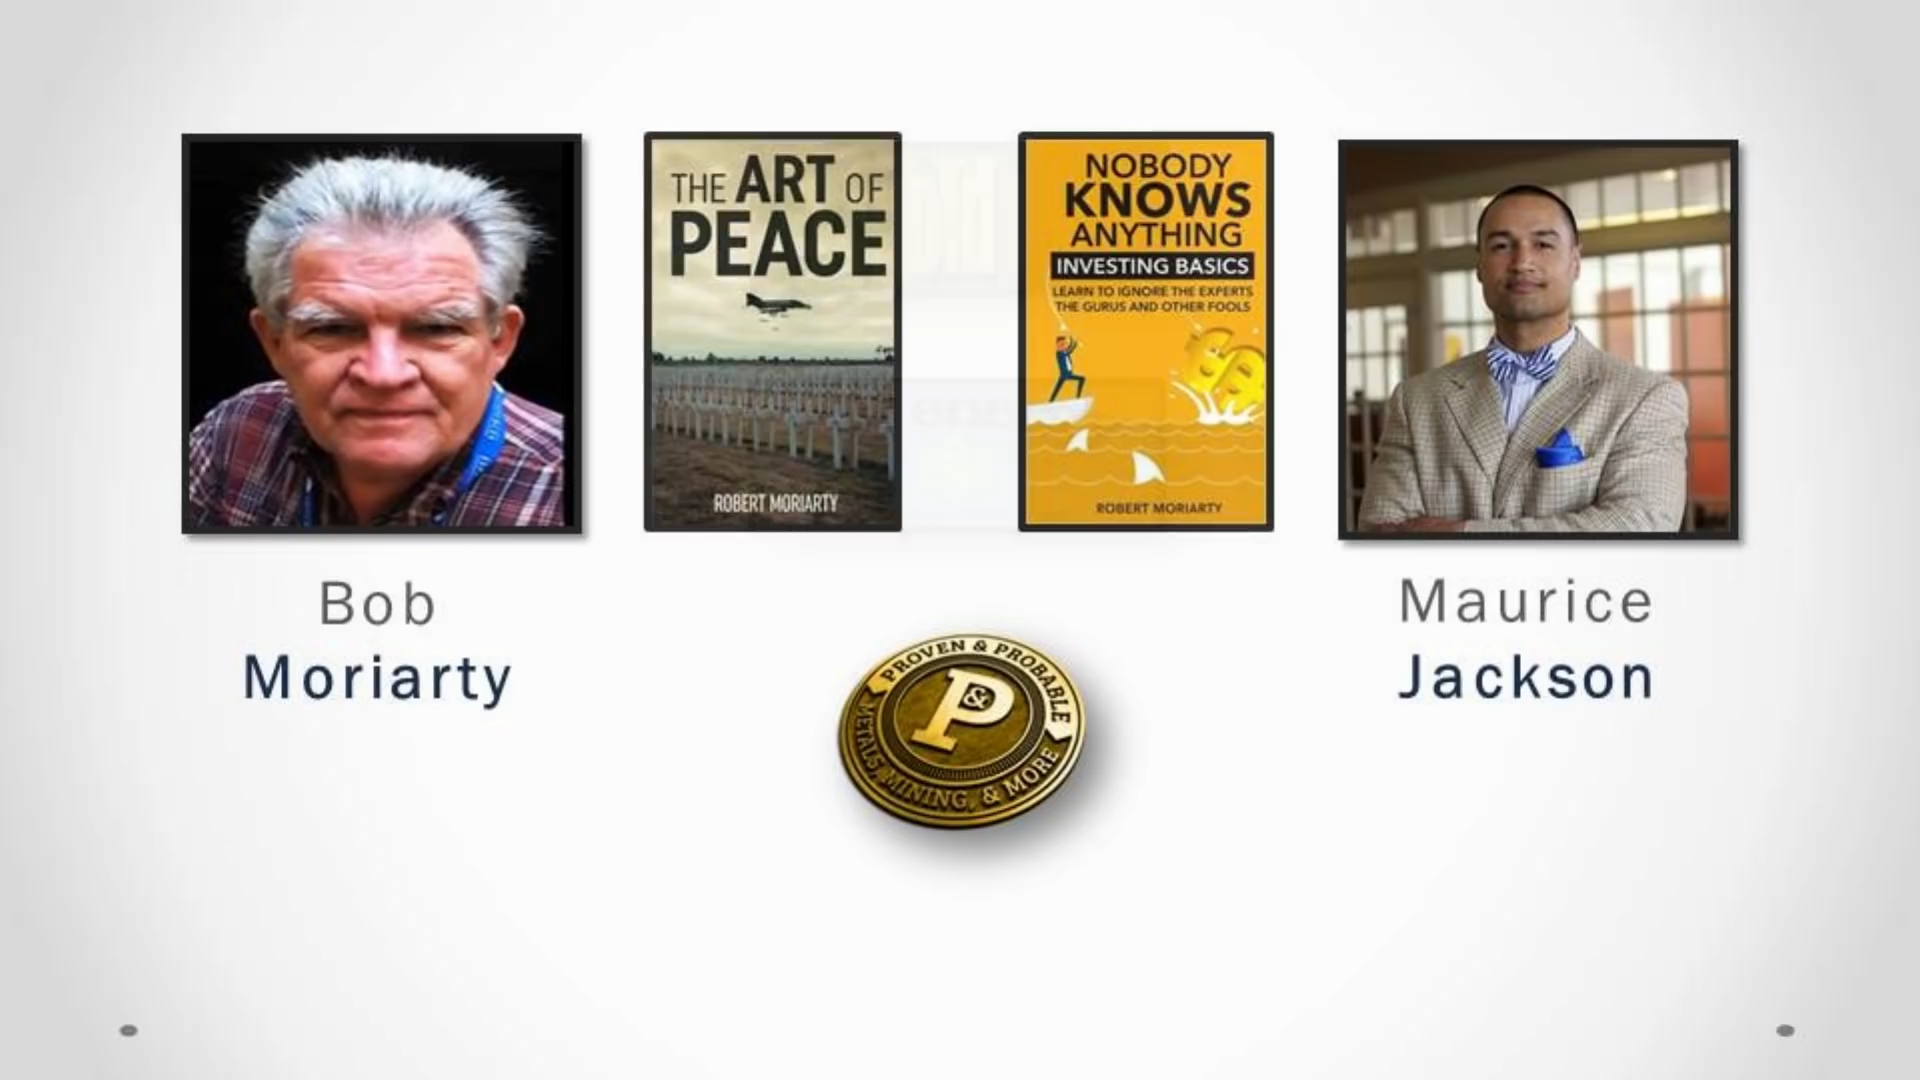 THE ART OF
PEACE
ROBERT MORIARTY
NOBODY
KNOWS
ANYTHING
INVESTING BASICS
LEARN TO IGNORE THE EXPERTS
THE GURUS AND OTHER FOOLS
ROBERT MORIARTY
Bob
Moriarty
Maurice
Jackson
PROVEN & PROBABLE
P&
METALS, MINING, & MORE